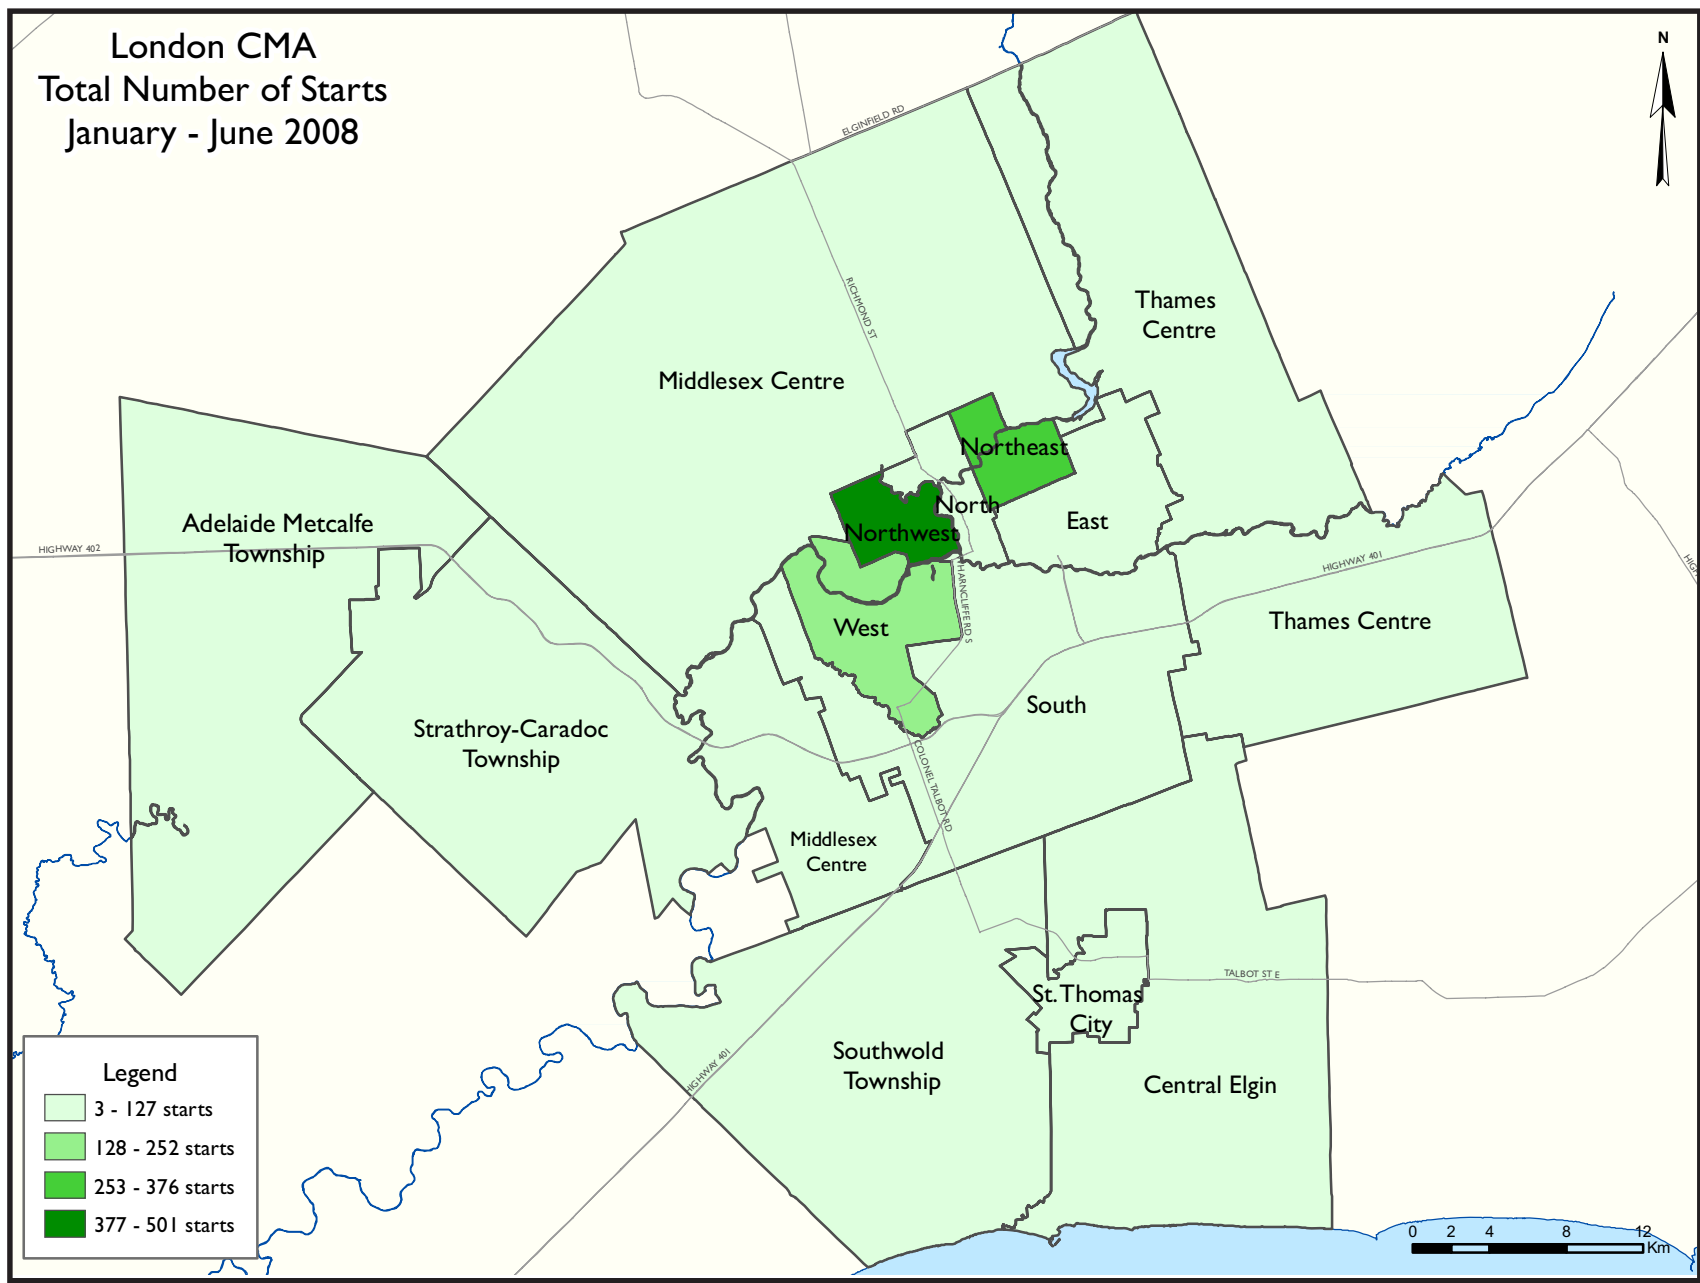 London CMA
Total Number of Starts
January - June 2008
N
ELGINFIELD RD
RICHMOND ST
Thames
Centre
Middlesex Centre
Northeast
North
Northwest
East
Adelaide Metcalfe
Township
HIGHWAY 402
HIGHWAY 401
WHARNCLIFFE RD S
West
Thames Centre
South
Strathroy-Caradoc
Township
COLONEL TALBOT RD
Middlesex
Centre
TALBOT ST E
St. Thomas
City
Southwold
Township
HIGHWAY 401
Central Elgin
Legend
3 - 127 starts
128 - 252 starts
253 - 376 starts
377 - 501 starts
0 2 4 8 12
Km